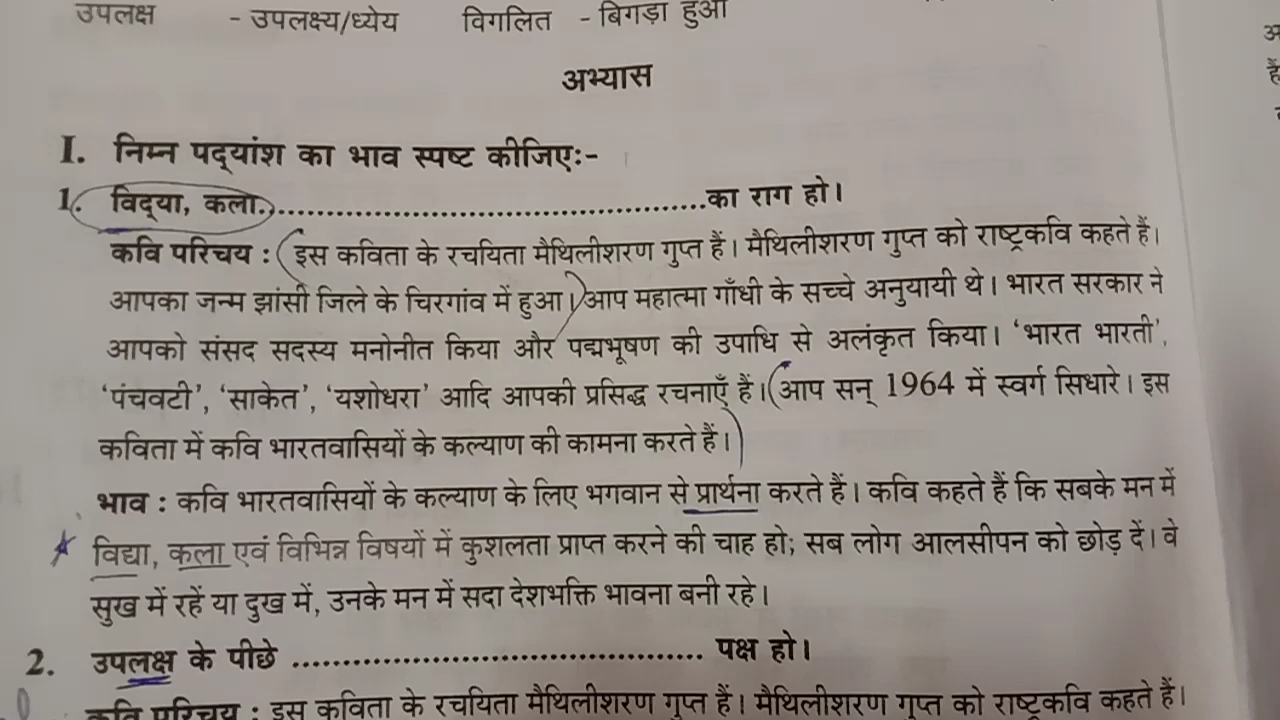 उपलक्ष - उपलक्ष्य/ध्येय विगलित - बिगड़ा हुआ
अभ्यास
I. निम्न पद्‌यांश का भाव स्पष्ट कीजिए:-
1. विद्‌या, कला..............................................का राग हो।
कवि परिचय : इस कविता के रचयिता मैथिलीशरण गुप्त हैं। मैथिलीशरण गुप्त को राष्ट्रकवि कहते हैं।
आपका जन्म झांसी जिले के चिरगांव में हुआ। आप महात्मा गाँधी के सच्चे अनुयायी थे। भारत सरकार ने
आपको संसद सदस्य मनोनीत किया और पद्मभूषण की उपाधि से अलंकृत किया। ‘भारत भारती’,
‘पंचवटी’, ‘साकेत’, ‘यशोधरा’ आदि आपकी प्रसिद्ध रचनाएँ हैं। आप सन् 1964 में स्वर्ग सिधारे। इस
कविता में कवि भारतवासियों के कल्याण की कामना करते हैं।
भाव : कवि भारतवासियों के कल्याण के लिए भगवान से प्रार्थना करते हैं। कवि कहते हैं कि सबके मन में
विद्या, कला एवं विभिन्न विषयों में कुशलता प्राप्त करने की चाह हो; सब लोग आलसीपन को छोड़ दें। वे
सुख में रहें या दुख में, उनके मन में सदा देशभक्ति भावना बनी रहे।
2. उपलक्ष के पीछे ............................................ पक्ष हो।
कवि परिचय : इस कविता के रचयिता मैथिलीशरण गुप्त हैं। मैथिलीशरण गुप्त को राष्ट्रकवि कहते हैं।